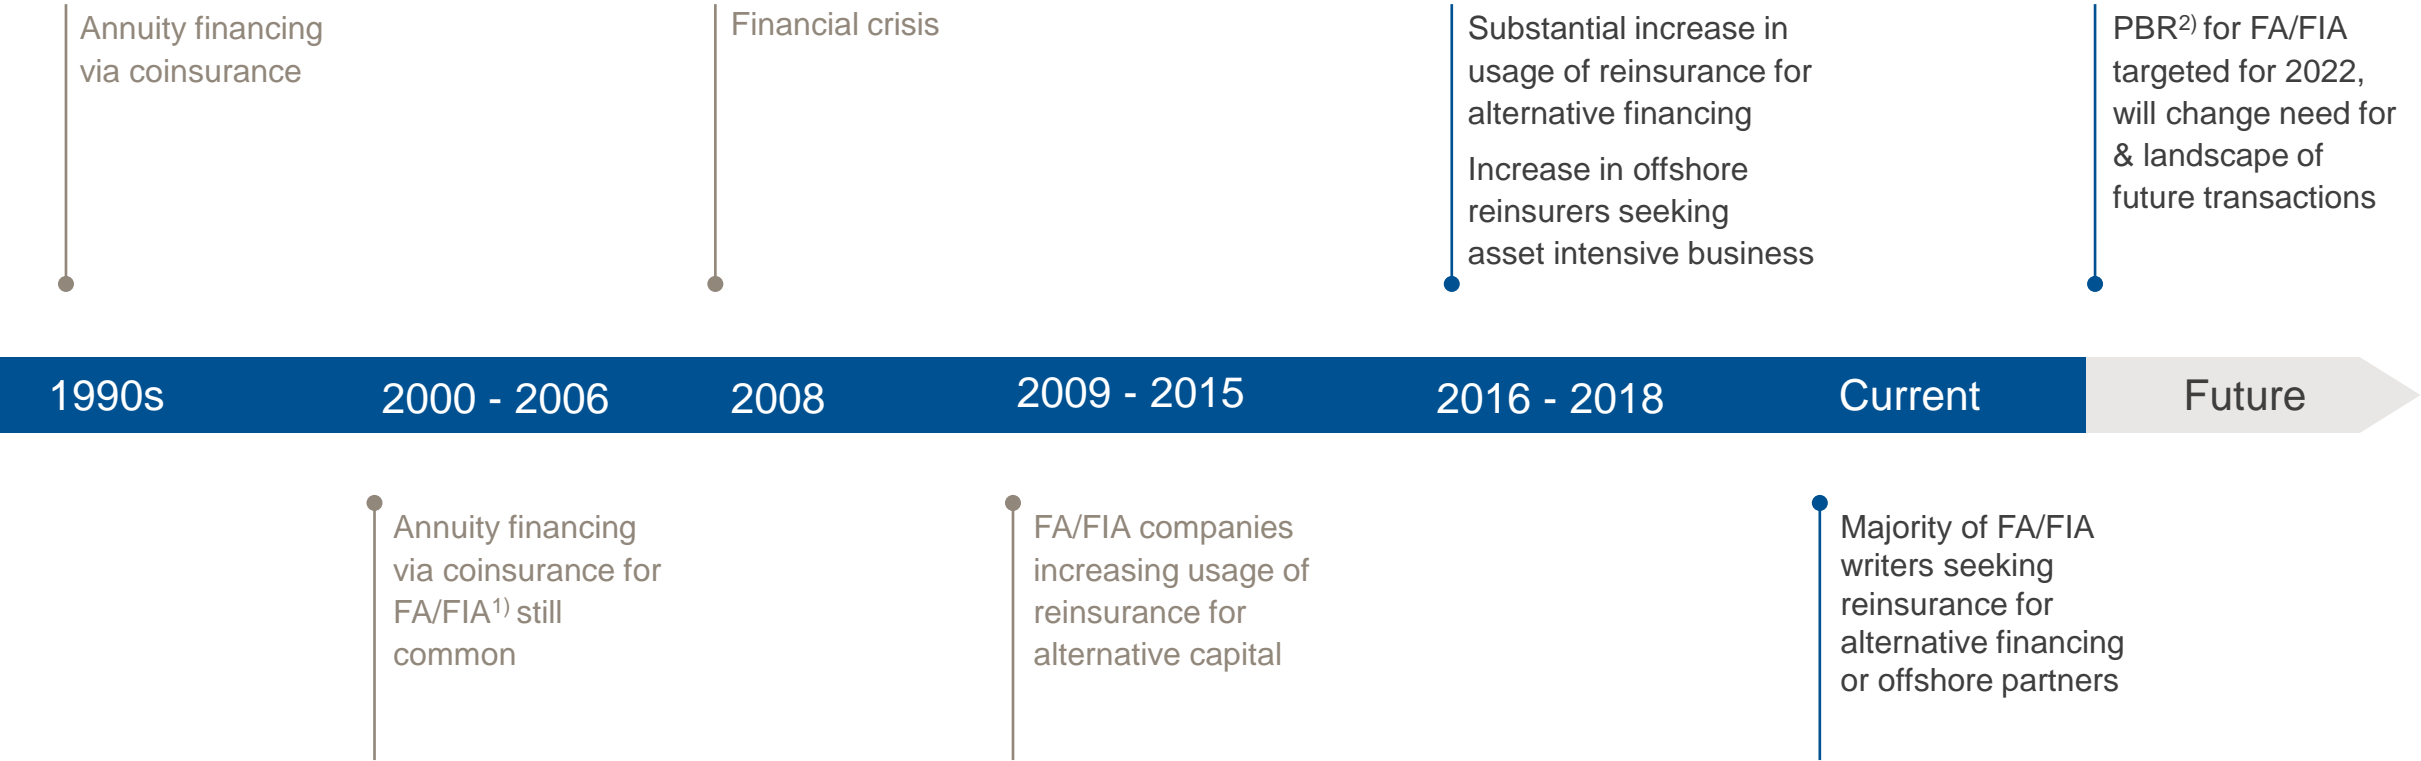 Annuity financing
via coinsurance
Financial crisis
Substantial increase in
usage of reinsurance for
alternative financing
Increase in offshore
reinsurers seeking
asset intensive business
PBR2) for FA/FIA
targeted for 2022,
will change need for
& landscape of
future transactions
1990s
2000 - 2006
2008
2009 - 2015
2016 - 2018
Current
Future
Annuity financing
via coinsurance for
FA/FIA1) still
common
FA/FIA companies
increasing usage of
reinsurance for
alternative capital
Majority of FA/FIA
writers seeking
reinsurance for
alternative financing
or offshore partners